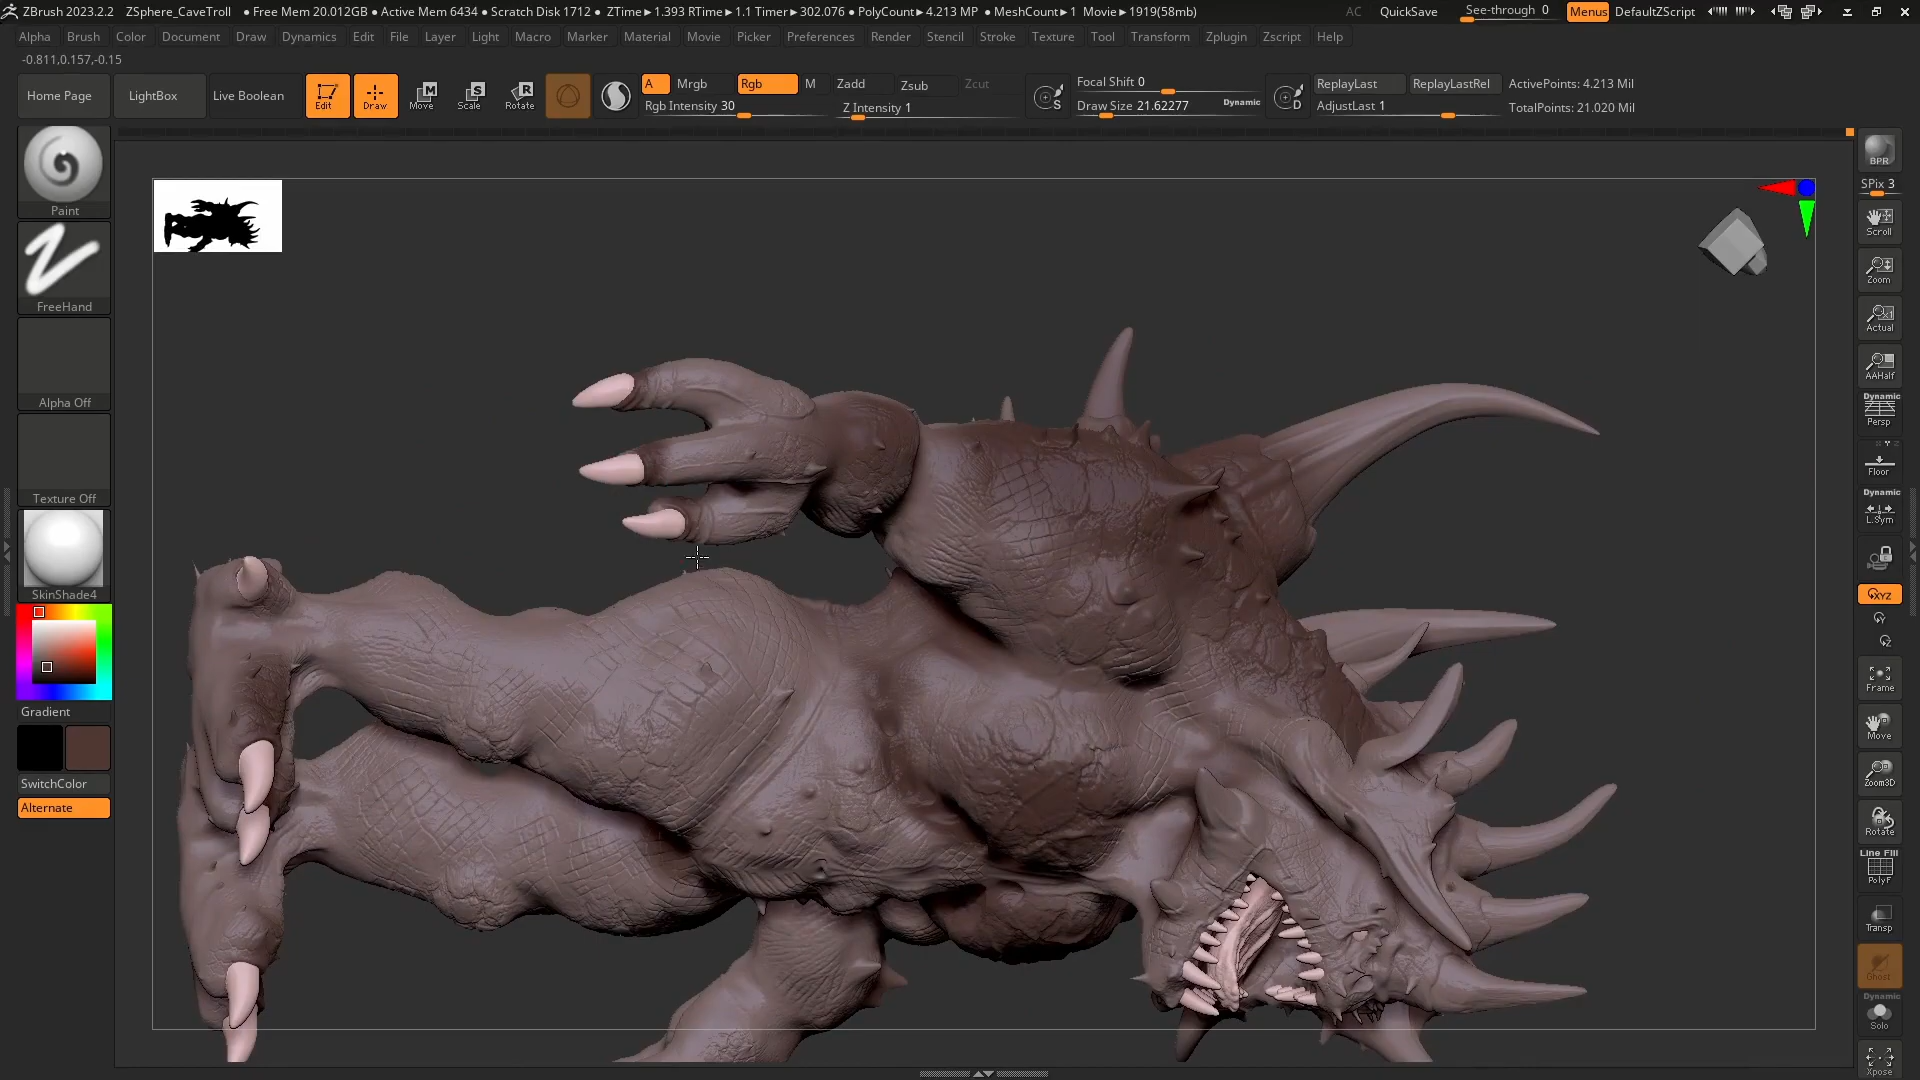 ZBrush 2023.2.2 ZSphere_CaveTroll ● Free Mem 20.012GB ● Active Mem 6434 ● Scratch Disk 1712 ● ZTime►1.393 RTime►1.1 Timer►302.076 ● PolyCount►4.213 MP ● MeshCount►1 Movie►1919(58mb) AC QuickSave See-through 0 Menus DefaultZScript
Alpha Brush Color Document Draw Dynamics Edit File Layer Light Macro Marker Material Movie Picker Preferences Render Stencil Stroke Texture Tool Transform Zplugin Zscript Help
-0.811,0.157,-0.15
Home Page LightBox Live Boolean Edit Draw Move Scale Rotate A Mrgb Rgb M Zadd Zsub Zcut Focal Shift 0 ReplayLast ReplayLastRel ActivePoints: 4.213 Mil
Rgb Intensity 30 Z Intensity 1 Draw Size 21.62277 Dynamic AdjustLast 1 TotalPoints: 21.020 Mil
Paint
FreeHand
Alpha Off
Texture Off
SkinShade4
Gradient
SwitchColor
Alternate
BPR
SPix 3
Scroll
Zoom
Actual
AAHalf
Dynamic
Persp
Floor
Dynamic
L.Sym
XYZ
Frame
Move
Zoom3D
Rotate
Line Fill
PolyF
Transp
Ghost
Dynamic
Solo
Xpose